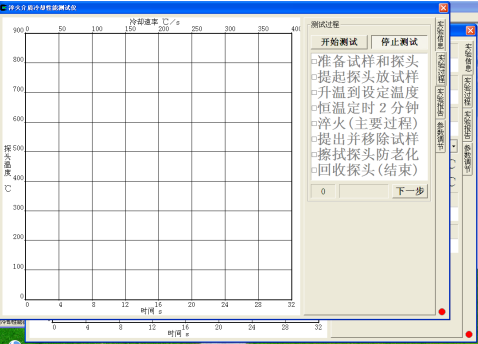 淬火介质冷却性能测试仪
冷却速率 ℃/s
0 50 100 150 200 250 300 350 400
900
800
700
600
500
400
300
200
100
0
探头温度 ℃
0 4 8 12 16 20 24 28 32
时间 s
测试过程
开始测试 停止测试
□准备试样和探头
□提起探头放试样
□升温到设定温度
□恒温定时２分钟
□淬火(主要过程)
□提出并移除试样
□擦拭探头防老化
□回收探头(结束)
0 下一步
实验信息
实验过程
实验报告
参数调节
实验信息
实验过程
实验报告
参数调节
℃
℃
0 4 8 12 16 20 24 28 32
时间 s